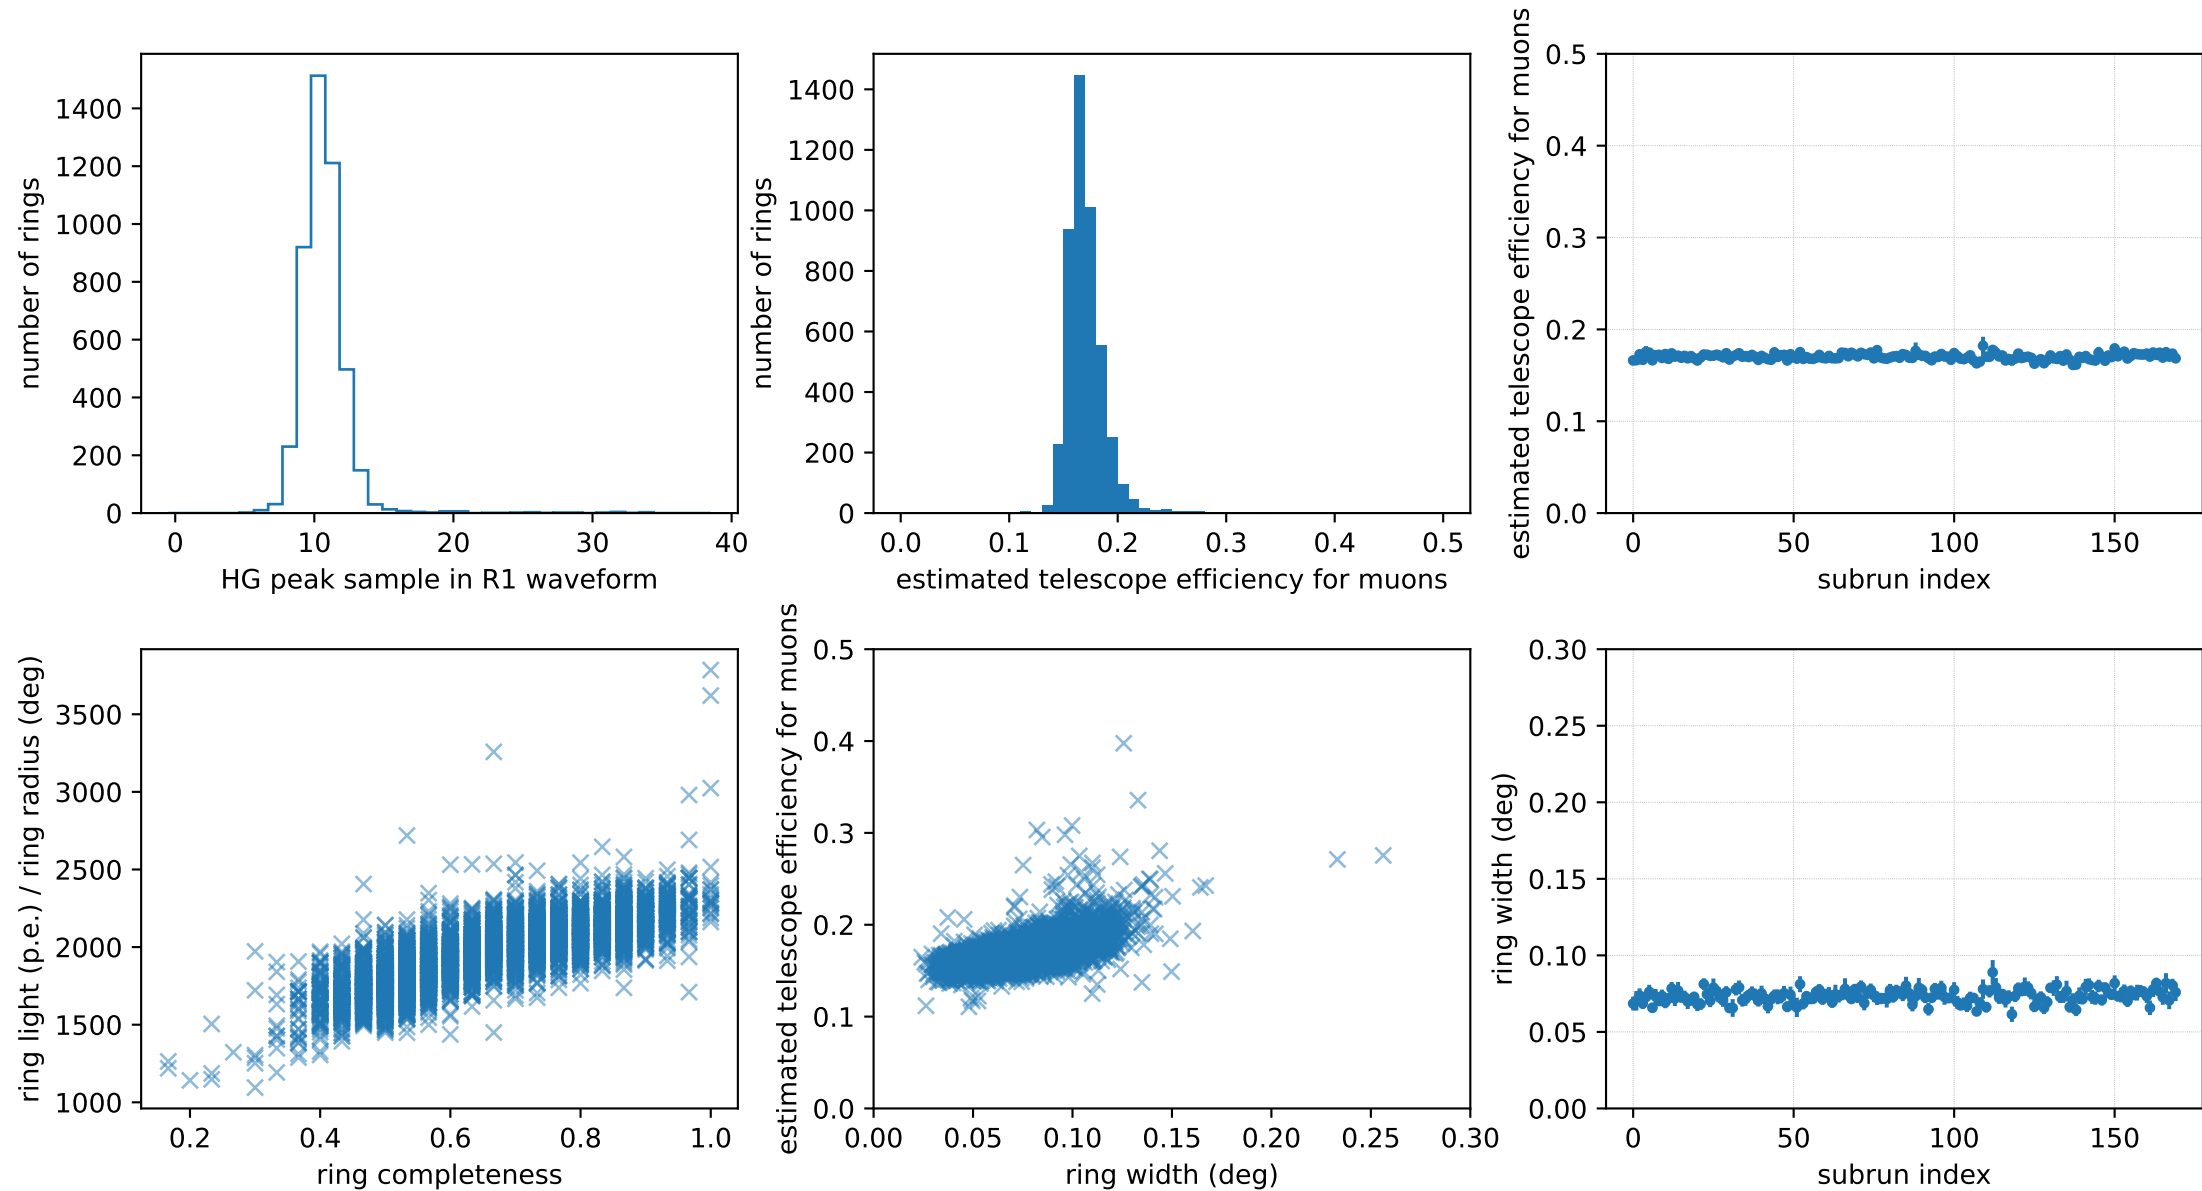 number of rings
1400
1200
1000
800
600
400
200
0
0 10 20 30 40
HG peak sample in R1 waveform
number of rings
1400
1200
1000
800
600
400
200
0
0.0 0.1 0.2 0.3 0.4 0.5
estimated telescope efficiency for muons
estimated telescope efficiency for muons
0.5
0.4
0.3
0.2
0.1
0.0
0 50 100 150
subrun index
ring light (p.e.) / ring radius (deg)
3500
3000
2500
2000
1500
1000
0.2 0.4 0.6 0.8 1.0
ring completeness
estimated telescope efficiency for muons
0.5
0.4
0.3
0.2
0.1
0.0
0.00 0.05 0.10 0.15 0.20 0.25 0.30
ring width (deg)
ring width (deg)
0.30
0.25
0.20
0.15
0.10
0.05
0.00
0 50 100 150
subrun index